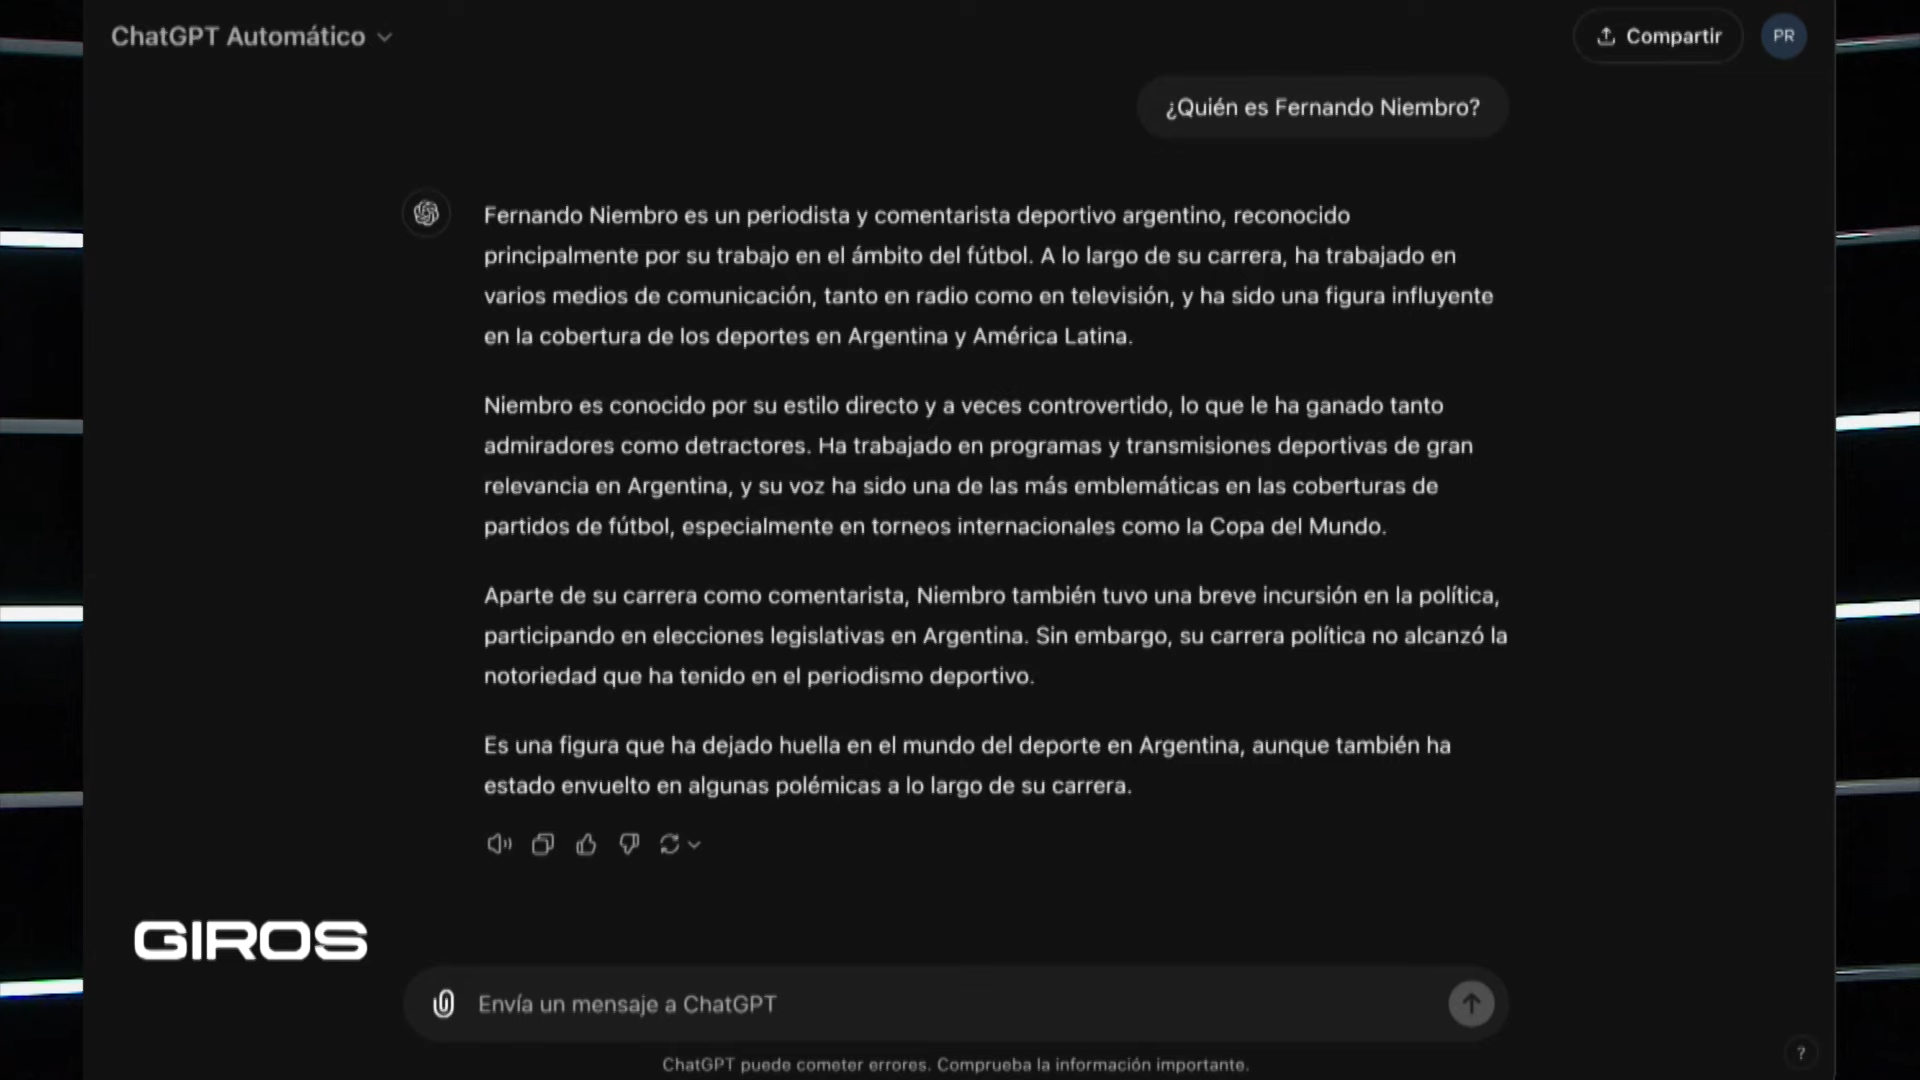 ChatGPT Automático
Compartir
PR
¿Quién es Fernando Niembro?
Fernando Niembro es un periodista y comentarista deportivo argentino, reconocido
principalmente por su trabajo en el ámbito del fútbol. A lo largo de su carrera, ha trabajado en
varios medios de comunicación, tanto en radio como en televisión, y ha sido una figura influyente
en la cobertura de los deportes en Argentina y América Latina.
Niembro es conocido por su estilo directo y a veces controvertido, lo que le ha ganado tanto
admiradores como detractores. Ha trabajado en programas y transmisiones deportivas de gran
relevancia en Argentina, y su voz ha sido una de las más emblemáticas en las coberturas de
partidos de fútbol, especialmente en torneos internacionales como la Copa del Mundo.
Aparte de su carrera como comentarista, Niembro también tuvo una breve incursión en la política,
participando en elecciones legislativas en Argentina. Sin embargo, su carrera política no alcanzó la
notoriedad que ha tenido en el periodismo deportivo.
Es una figura que ha dejado huella en el mundo del deporte en Argentina, aunque también ha
estado envuelto en algunas polémicas a lo largo de su carrera.
GIROS
Envía un mensaje a ChatGPT
ChatGPT puede cometer errores. Comprueba la información importante.
?